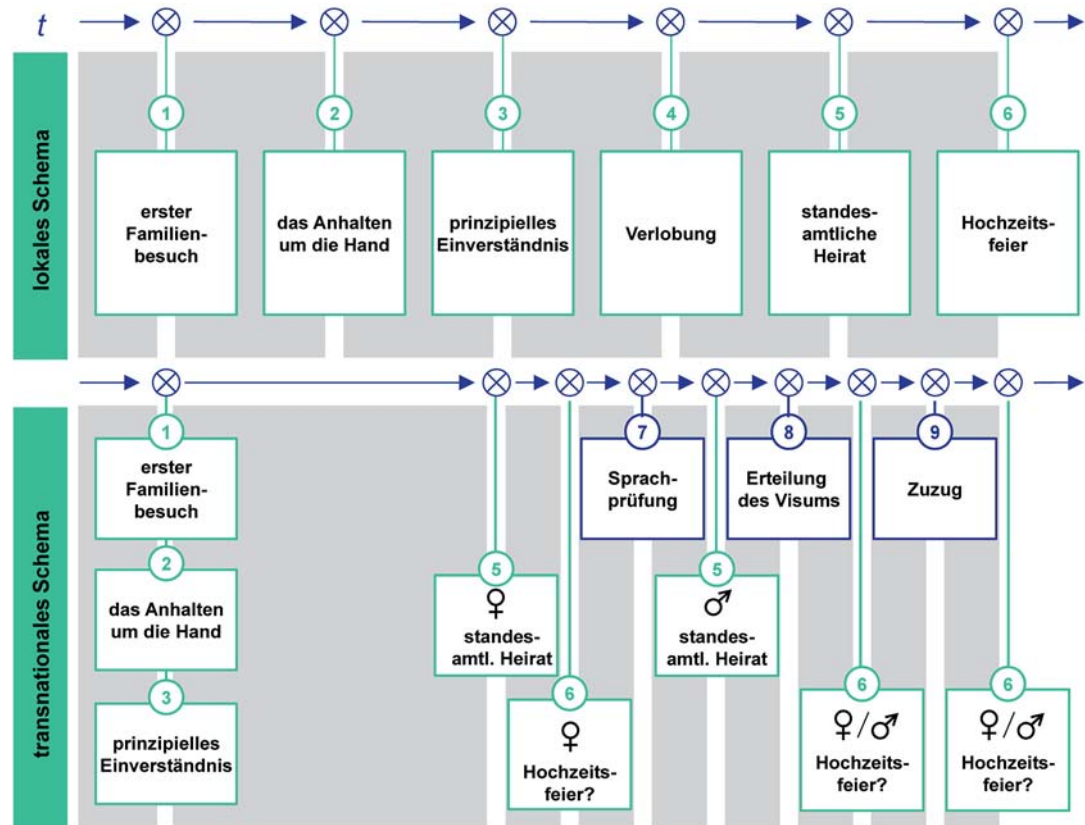 t
lokales Schema
1
2
3
4
5
6
erster
Familien-
besuch
das Anhalten
um die Hand
prinzipielles
Einverständnis
Verlobung
standes-
amtliche
Heirat
Hochzeits-
feier
transnationales Schema
1
erster
Familien-
besuch
2
das Anhalten
um die Hand
3
prinzipielles
Einverständnis
5
♀
standes-
amtl. Heirat
6
♀
Hochzeits-
feier?
7
Sprach-
prüfung
5
♂
standes-
amtl. Heirat
8
Erteilung
des Visums
6
♀/♂
Hochzeits-
feier?
9
Zuzug
6
♀/♂
Hochzeits-
feier?